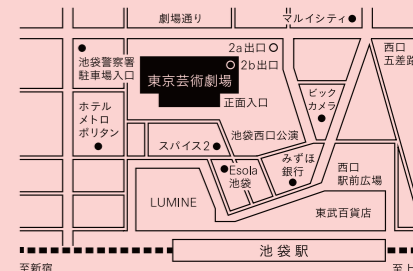 劇場通り
マルイシティ
2a出口
2b出口
西口
五差路
池袋警察署
駐車場入口
東京芸術劇場
正面入口
ホテル
メトロ
ポリタン
ビック
カメラ
池袋西口公演
スパイス2
みずほ
銀行
Esola
池袋
西口
駅前広場
LUMINE
東武百貨店
池袋駅
至新宿
至上